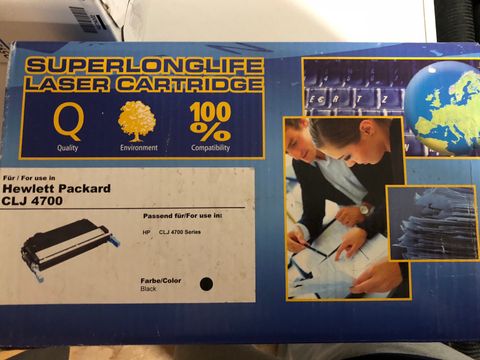 SUPERLONGLIFE
LASER CARTRIDGE
Q
100%
Quality
Environment
Compatibility
Für / For use in
Hewlett Packard
CLJ 4700
Passend für/For use in:
HP CLJ 4700 Series
Farbe/Color
Black